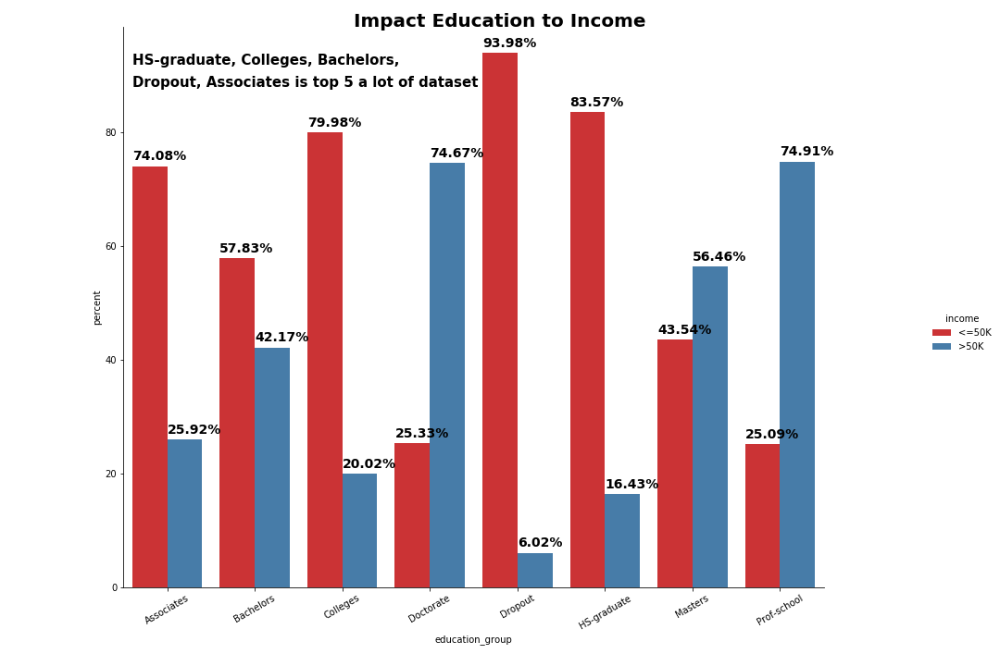 Impact Education to Income
HS-graduate, Colleges, Bachelors,
Dropout, Associates is top 5 a lot of dataset
74.08%
25.92%
57.83%
42.17%
79.98%
20.02%
25.33%
74.67%
93.98%
6.02%
83.57%
16.43%
43.54%
56.46%
25.09%
74.91%
percent
80
60
40
20
0
Associates
Bachelors
Colleges
Doctorate
Dropout
HS-graduate
Masters
Prof-school
education_group
income
<=50K
>50K